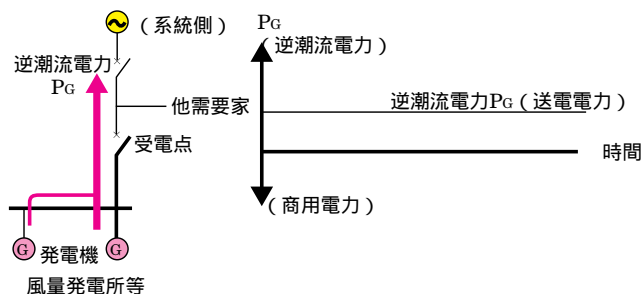 （系統側）
逆潮流電力
PG
他需要家
受電点
G
発電機
G
風量発電所等
PG
（逆潮流電力）
逆潮流電力PG（送電電力）
時間
（商用電力）